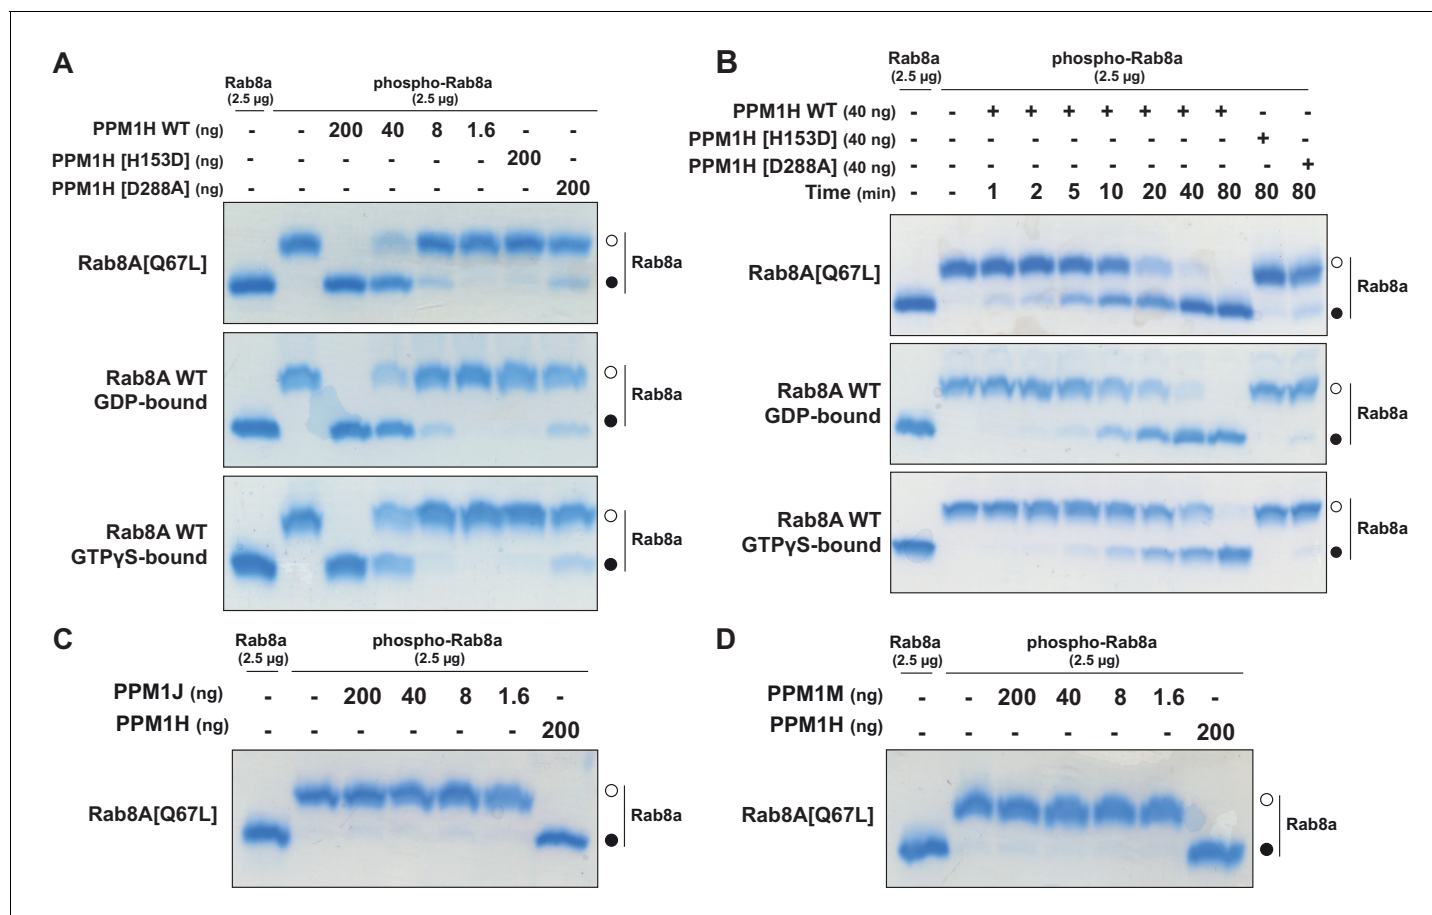 A
Rab8a
(2.5 µg)
phospho-Rab8a
(2.5 µg)
PPM1H WT (ng) - - 200 40 8 1.6 - -
PPM1H [H153D] (ng) - - - - - - 200 -
PPM1H [D288A] (ng) - - - - - - - 200
Rab8A[Q67L]
Rab8a
Rab8A WT
GDP-bound
Rab8a
Rab8A WT
GTPγS-bound
Rab8a
B
Rab8a
(2.5 µg)
phospho-Rab8a
(2.5 µg)
PPM1H WT (40 ng) - - + + + + + + + - -
PPM1H [H153D] (40 ng) - - - - - - - - - + -
PPM1H [D288A] (40 ng) - - - - - - - - - - +
Time (min) - - 1 2 5 10 20 40 80 80 80
Rab8A[Q67L]
Rab8a
Rab8A WT
GDP-bound
Rab8a
Rab8A WT
GTPγS-bound
Rab8a
C
Rab8a
(2.5 µg)
phospho-Rab8a
(2.5 µg)
PPM1J (ng) - - 200 40 8 1.6 -
PPM1H (ng) - - - - - - 200
Rab8A[Q67L]
Rab8a
D
Rab8a
(2.5 µg)
phospho-Rab8a
(2.5 µg)
PPM1M (ng) - - 200 40 8 1.6 -
PPM1H (ng) - - - - - - 200
Rab8A[Q67L]
Rab8a